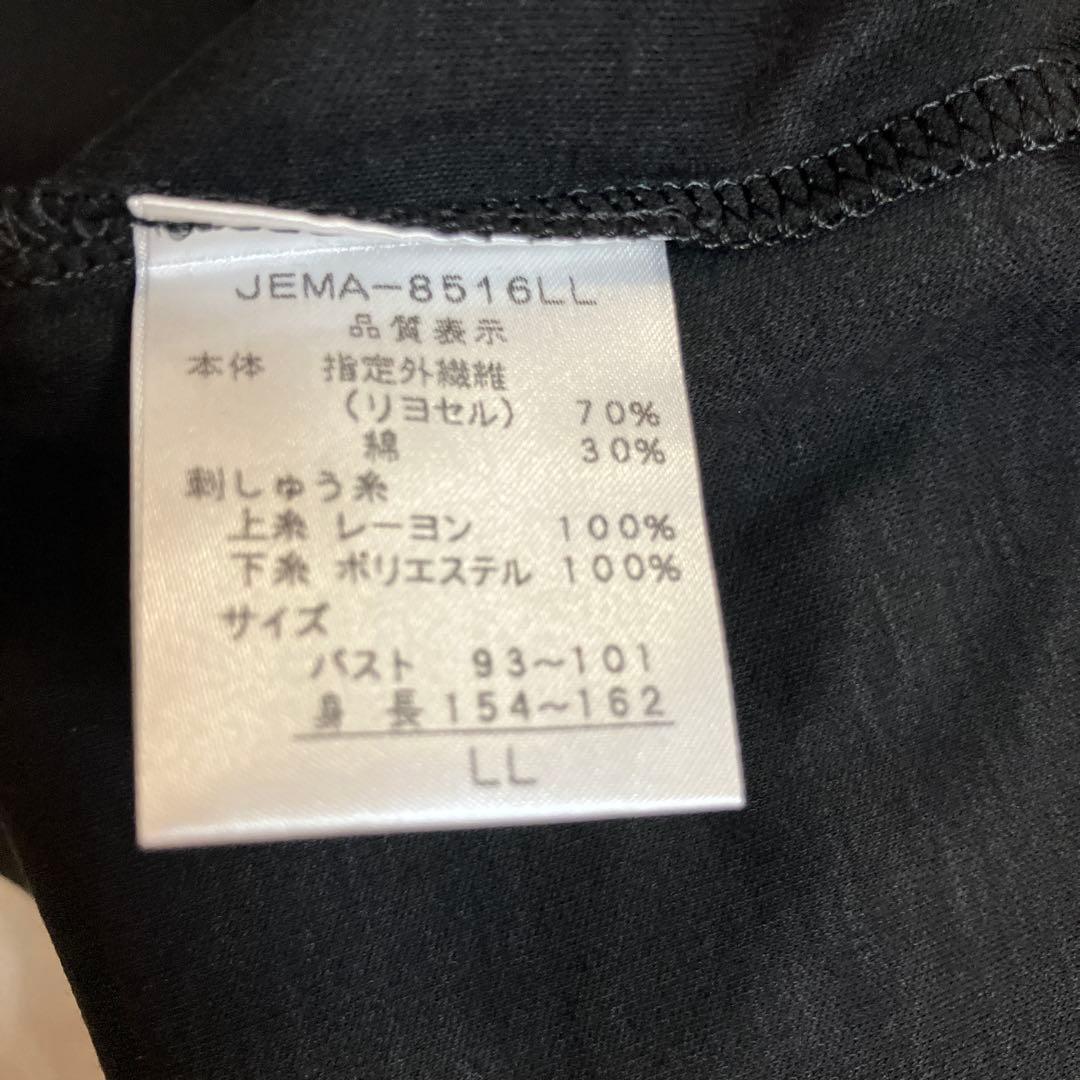 JEMA-8516LL
品質表示
本体 指定外繊維
(リヨセル) 70%
綿 30%
刺しゅう糸
上糸 レーヨン 100%
下糸 ポリエステル 100%
サイズ
バスト 93~101
身長 154~162
LL